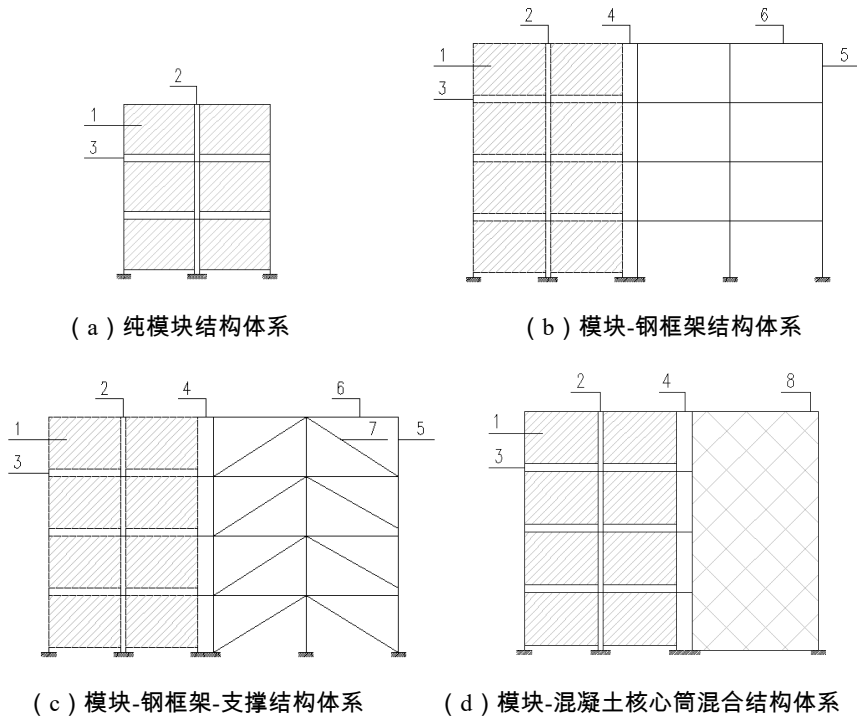 2
1
3
(a)纯模块结构体系
2 4 6
1 5
3
(b)模块-钢框架结构体系
2 4 6
1 7 5
3
(c)模块-钢框架-支撑结构体系
2 4 8
1
3
(d)模块-混凝土核心筒混合结构体系